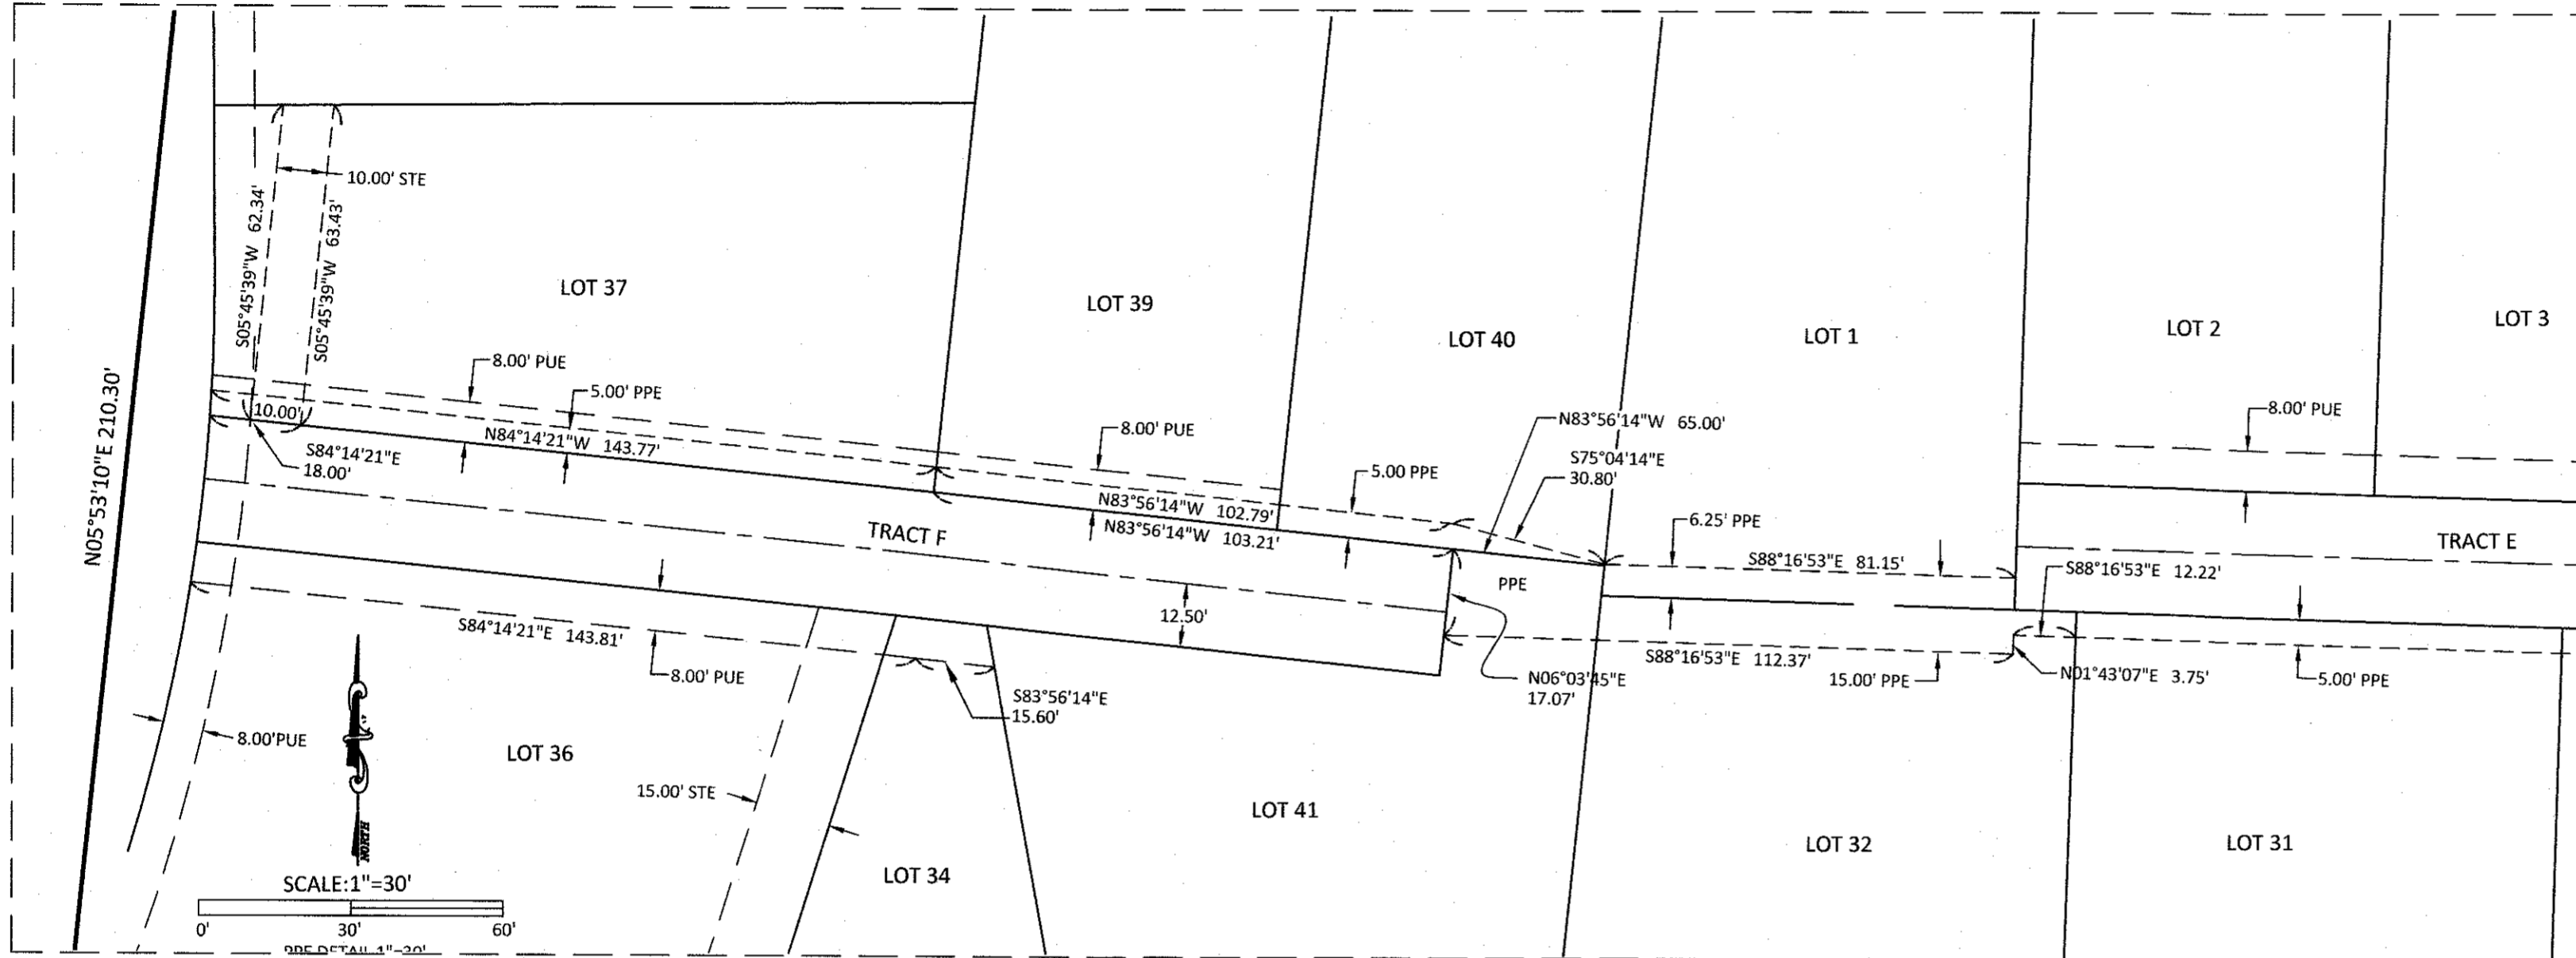 N05°53'10"E 210.30'
S05°45'39"W 62.34'
S05°45'39"W 63.43'
10.00' STE
LOT 37
LOT 39
LOT 40
LOT 1
LOT 2
LOT 3
8.00' PUE
5.00' PPE
10.00'
N84°14'21"W 143.77'
S84°14'21"E
18.00'
8.00' PUE
N83°56'14"W 102.79'
N83°56'14"W 103.21'
5.00 PPE
N83°56'14"W 65.00'
S75°04'14"E
30.80'
6.25' PPE
S88°16'53"E 81.15'
8.00' PUE
TRACT E
S88°16'53"E 12.22'
TRACT F
12.50'
PPE
S84°14'21"E 143.81'
8.00' PUE
S83°56'14"E
15.60'
N06°03'45"E
17.07'
S88°16'53"E 112.37'
15.00' PPE
N01°43'07"E 3.75'
5.00' PPE
8.00'PUE
LOT 36
15.00' STE
LOT 34
LOT 41
LOT 32
LOT 31
NORTH
SCALE:1"=30'
0' 30' 60'
PPE DETAIL 1"=30'